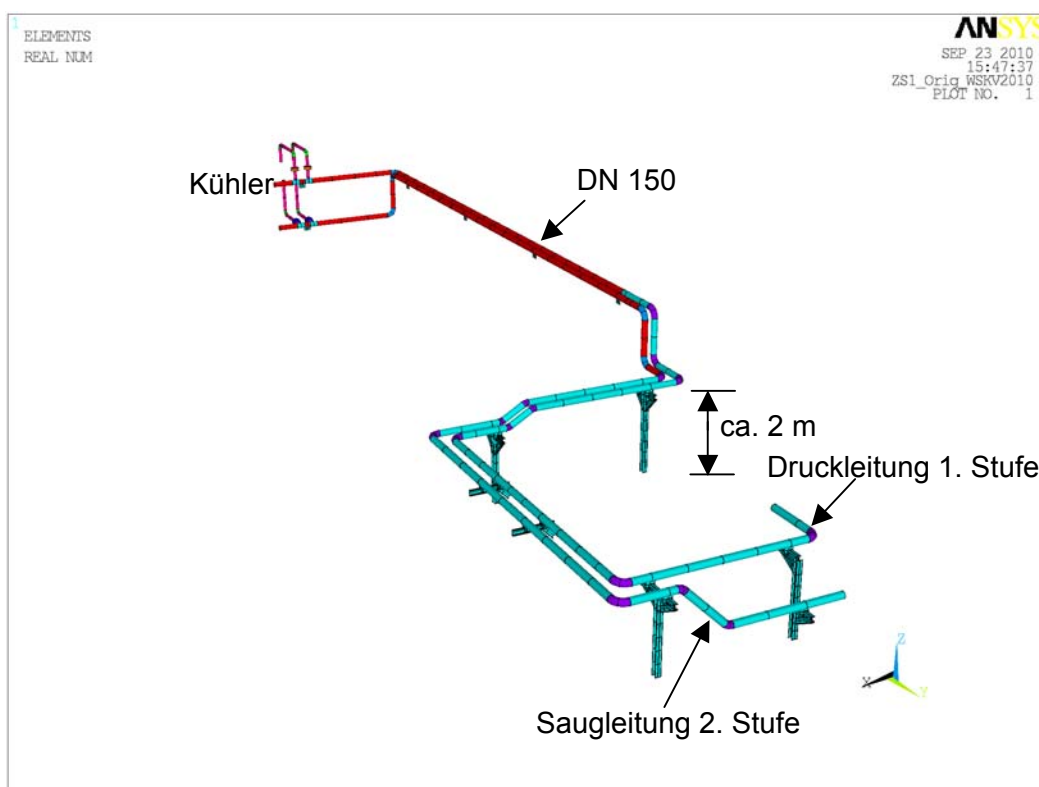 1
ELEMENTS
REAL NUM
ANSYS
SEP 23 2010
15:47:37
ZS1_Orig_WSKV2010
PLOT NO. 1
Kühler
DN 150
ca. 2 m
Druckleitung 1. Stufe
Saugleitung 2. Stufe
Z
X
Y